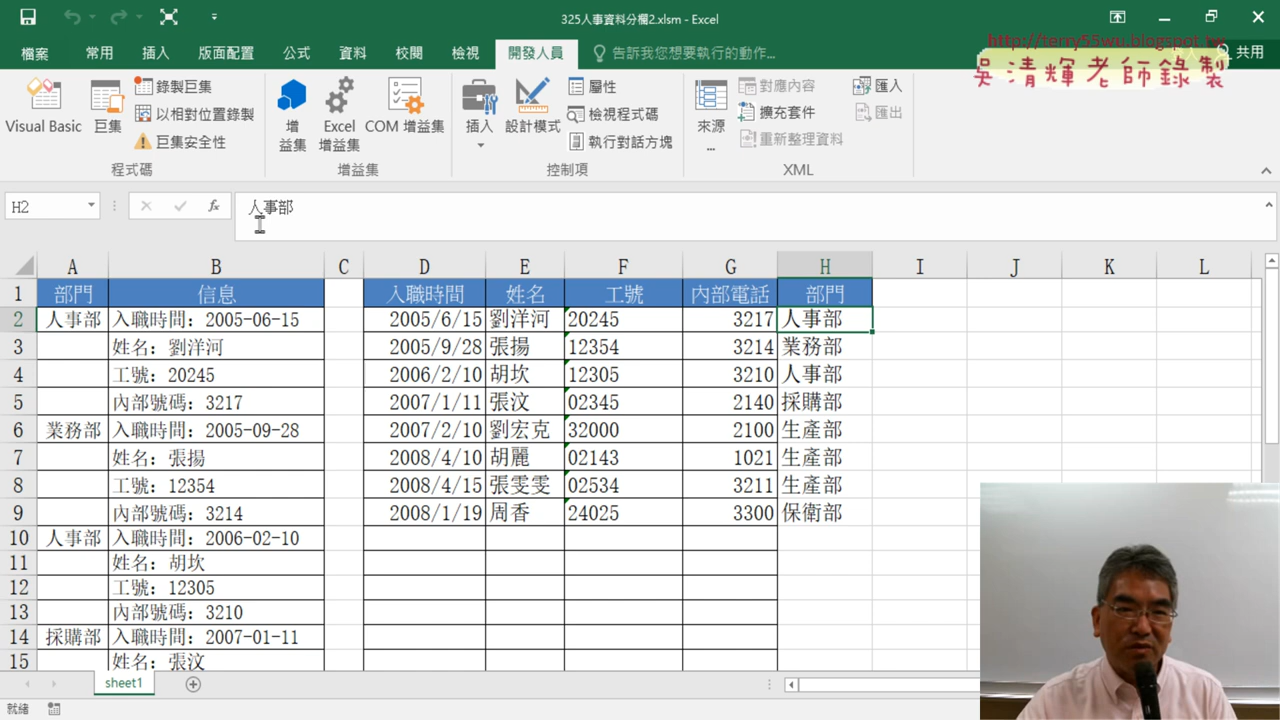 325人事資料分欄2.xlsm - Excel
http://terry55wu.blogspot.tw
吳清輝老師錄製
檔案 常用 插入 版面配置 公式 資料 校閱 檢視 開發人員 告訴我您想要執行的動作... 共用
Visual Basic 巨集 錄製巨集 以相對位置錄製 巨集安全性
增益集 Excel 增益集 COM 增益集
插入 設計模式 屬性 檢視程式碼 執行對話方塊
來源... 對應內容 擴充套件 重新整理資料 匯入 匯出
程式碼 增益集 控制項 XML
H2 fx 人事部
A B C D E F G H I J K L
1 部門 信息 入職時間 姓名 工號 內部電話 部門
2 人事部 入職時間：2005-06-15 2005/6/15 劉洋河 20245 3217 人事部
3 姓名：劉洋河 2005/9/28 張揚 12354 3214 業務部
4 工號：20245 2006/2/10 胡坎 12305 3210 人事部
5 內部號碼：3217 2007/1/11 張汶 02345 2140 採購部
6 業務部 入職時間：2005-09-28 2007/2/10 劉宏克 32000 2100 生產部
7 姓名：張揚 2008/4/10 胡麗 02143 1021 生產部
8 工號：12354 2008/4/15 張雯雯 02534 3211 生產部
9 內部號碼：3214 2008/1/19 周香 24025 3300 保衛部
10 人事部 入職時間：2006-02-10
11 姓名：胡坎
12 工號：12305
13 內部號碼：3210
14 採購部 入職時間：2007-01-11
15 姓名：張汶
sheet1
就緒